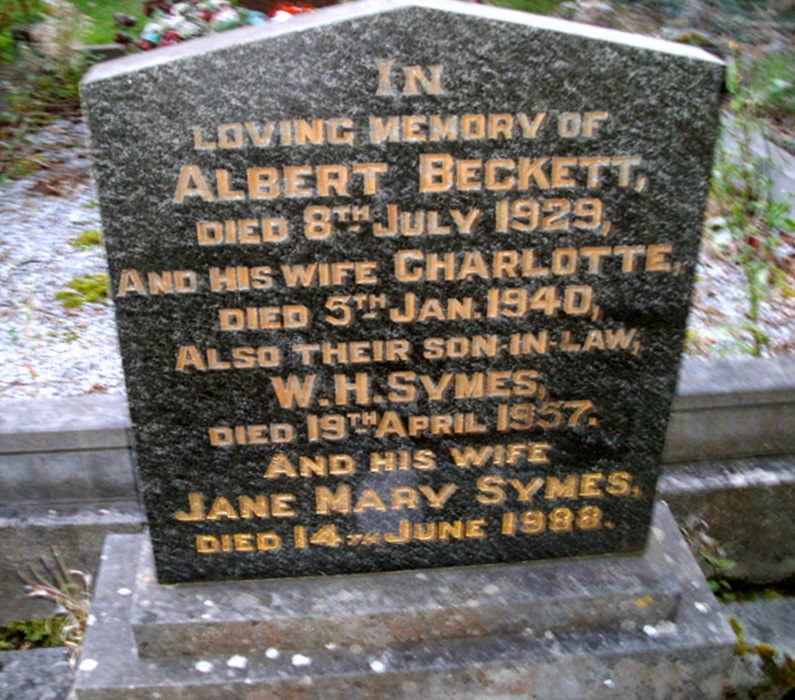 IN
LOVING MEMORY OF
ALBERT BECKETT,
DIED 8TH JULY 1929,
AND HIS WIFE CHARLOTTE,
DIED 5TH JAN. 1940,
ALSO THEIR SON-IN-LAW,
W.H. SYMES,
DIED 19TH APRIL 1957.
AND HIS WIFE
JANE MARY SYMES,
DIED 14TH JUNE 1988.